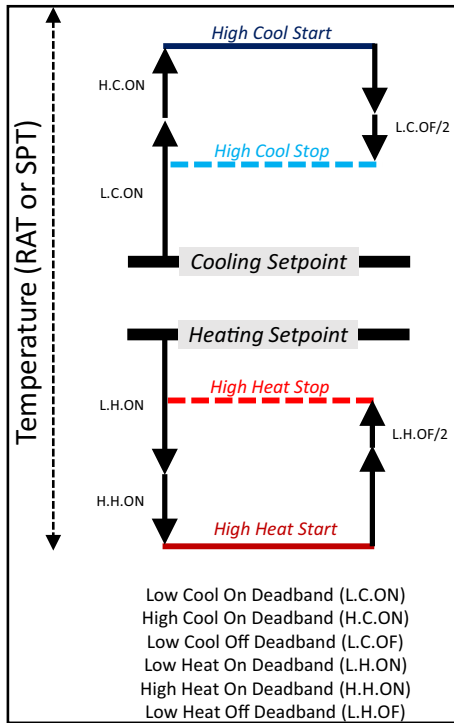 Temperature (RAT or SPT)
High Cool Start
H.C.ON
L.C.OF/2
High Cool Stop
L.C.ON
Cooling Setpoint
Heating Setpoint
High Heat Stop
L.H.ON
L.H.OF/2
H.H.ON
High Heat Start
Low Cool On Deadband (L.C.ON)
High Cool On Deadband (H.C.ON)
Low Cool Off Deadband (L.C.OF)
Low Heat On Deadband (L.H.ON)
High Heat On Deadband (H.H.ON)
Low Heat Off Deadband (L.H.OF)